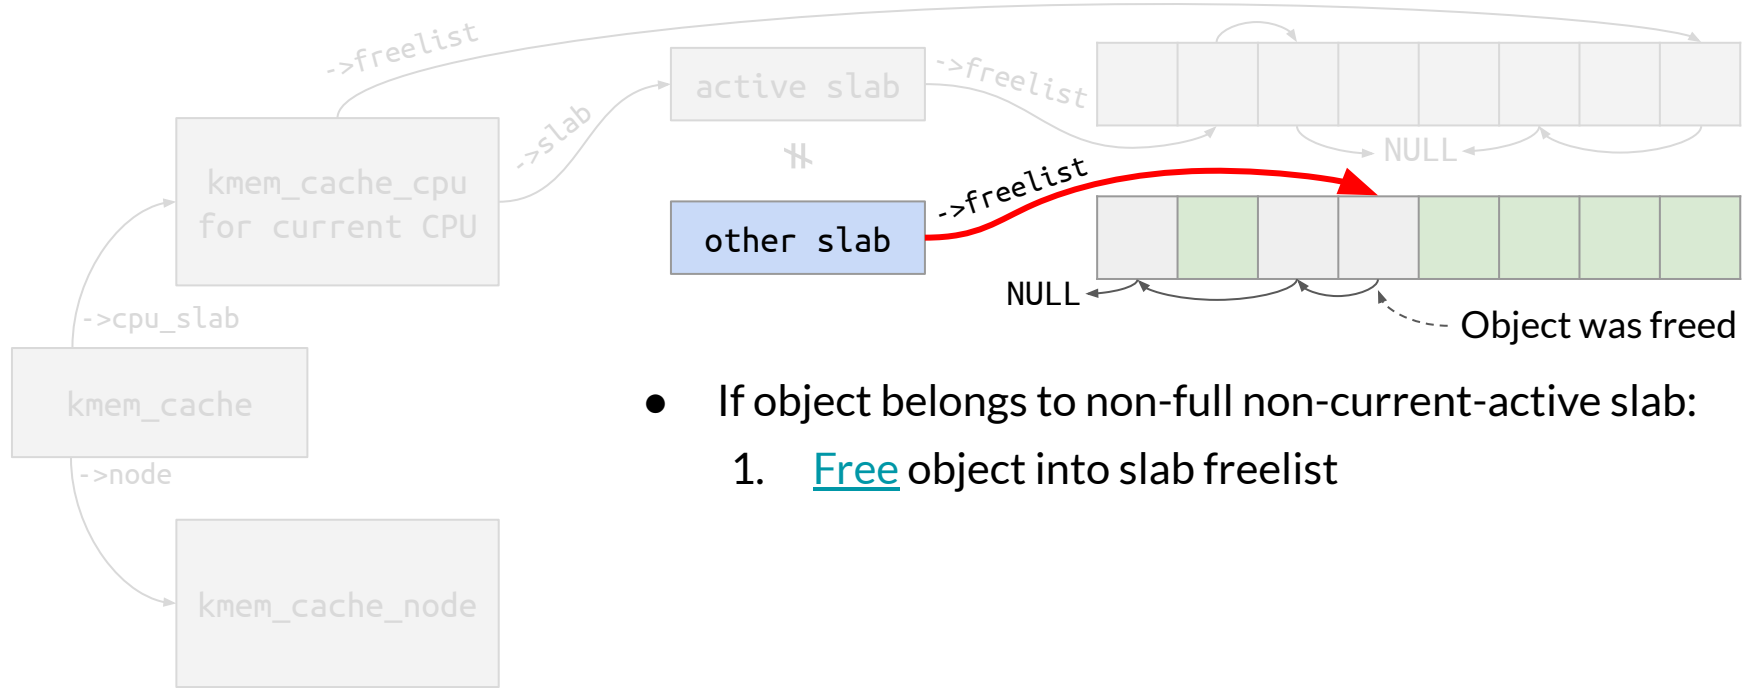 ->freelist
active slab
->freelist
->slab
NULL
kmem_cache_cpu
for current CPU
->freelist
other slab
NULL
->cpu_slab
Object was freed
kmem_cache
● If object belongs to non-full non-current-active slab:
->node
1. Free object into slab freelist
kmem_cache_node